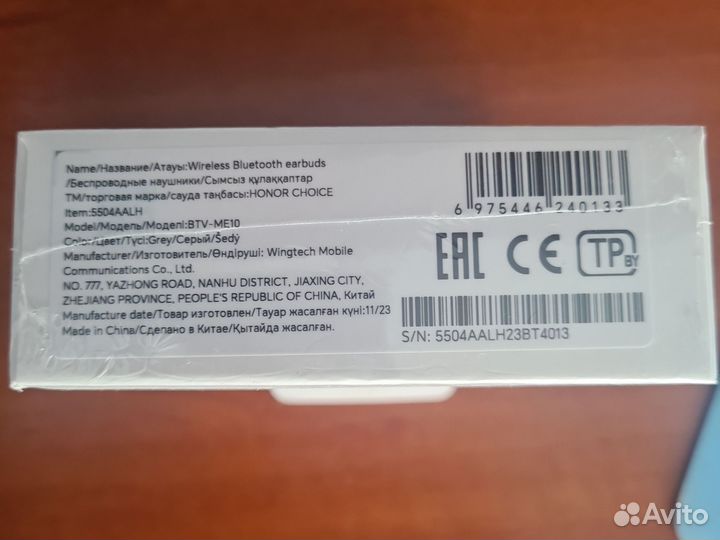 Name/Название/Атауы:Wireless Bluetooth earbuds
/Беспроводные наушники/Сымсыз құлаққаптар
ТМ/торговая марка/сауда таңбасы:HONOR CHOICE
Item:5504AALH
Model/Модель/Моделі:BTV-ME10
Color/Цвет/Түсі:Grey/Серый/Šedý
Manufacturer/Изготовитель/Өндіруші: Wingtech Mobile
Communications Co., Ltd.
NO. 777, YAZHONG ROAD, NANHU DISTRICT, JIAXING CITY,
ZHEJIANG PROVINCE, PEOPLE'S REPUBLIC OF CHINA, Китай
Manufacture date/Товар изготовлен/Тауар жасалған күні:11/23
Made in China/Сделано в Китае/Қытайда жасалған.
6 975446 240133
EAC CE TP BY
S/N: 5504AALH23BT4013
Avito